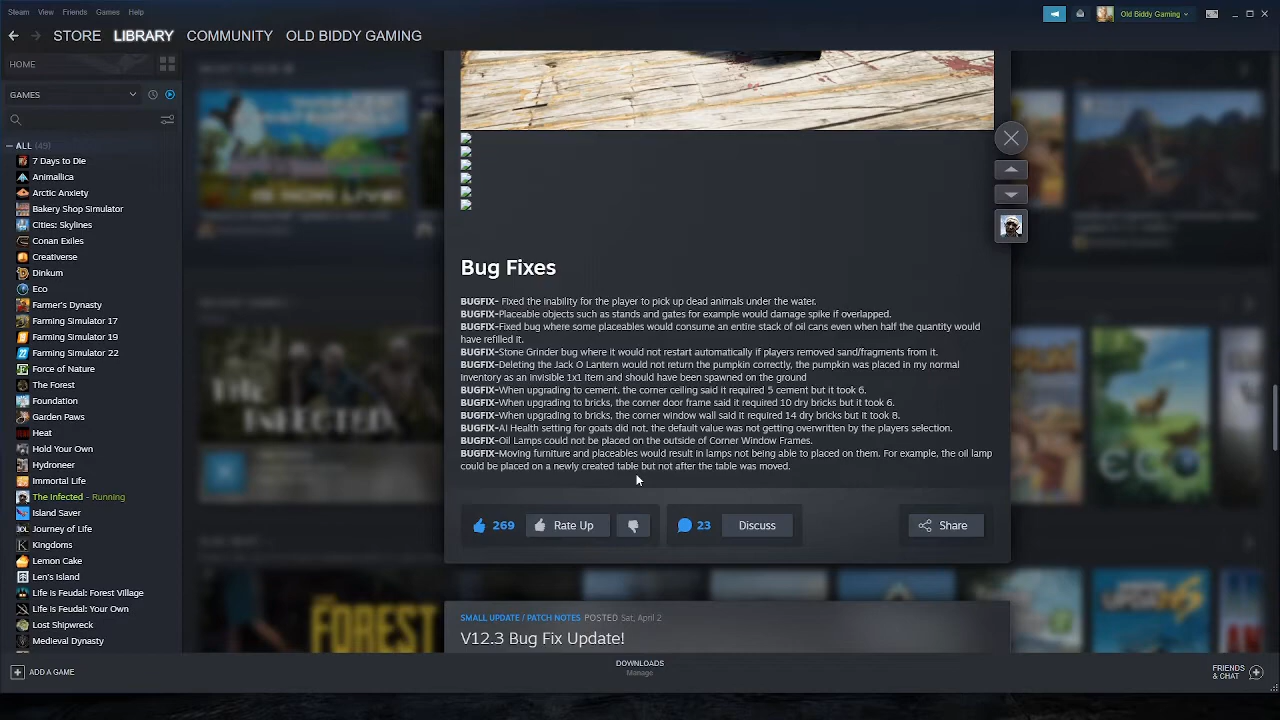 Steam View Friends Games Help
Old Biddy Gaming
STORE LIBRARY COMMUNITY OLD BIDDY GAMING
HOME
GAMES
ALL (49)
7 Days to Die
Animallica
Arctic Anxiety
Bakery Shop Simulator
Cities: Skylines
Conan Exiles
Creativerse
Dinkum
Eco
Farmer's Dynasty
Farming Simulator 17
Farming Simulator 19
Farming Simulator 22
Force of Nature
The Forest
Foundation
Garden Paws
Heat
Hold Your Own
Hydroneer
Immortal Life
The Infected - Running
Island Saver
Journey of Life
Kingdoms
Lemon Cake
Len's Island
Life is Feudal: Forest Village
Life is Feudal: Your Own
Lost Shipwreck
Medieval Dynasty
ADD A GAME
Bug Fixes
BUGFIX- Fixed the inability for the player to pick up dead animals under the water.
BUGFIX-Placeable objects such as stands and gates for example would damage spike if overlapped.
BUGFIX-Fixed bug where some placeables would consume an entire stack of oil cans even when half the quantity would
have refilled it.
BUGFIX-Stone Grinder bug where it would not restart automatically if players removed sand/fragments from it.
BUGFIX-Deleting the Jack O Lantern would not return the pumpkin correctly, the pumpkin was placed in my normal
inventory as an invisible 1x1 item and should have been spawned on the ground
BUGFIX-When upgrading to cement, the corner ceiling said it required 5 cement but it took 6.
BUGFIX-When upgrading to bricks, the corner door frame said it required 10 dry bricks but it took 6.
BUGFIX-When upgrading to bricks, the corner window wall said it required 14 dry bricks but it took 8.
BUGFIX-AI Health setting for goats did not, the default value was not getting overwritten by the players selection.
BUGFIX-Oil Lamps could not be placed on the outside of Corner Window Frames.
BUGFIX-Moving furniture and placeables would result in lamps not being able to placed on them. For example, the oil lamp
could be placed on a newly created table but not after the table was moved.
269 Rate Up 23 Discuss Share
SMALL UPDATE / PATCH NOTES POSTED Sat, April 2
V12.3 Bug Fix Update!
DOWNLOADS
Manage
FRIENDS
& CHAT
IS NOW LIVE!
THE
INFECTED
FOREST
eco